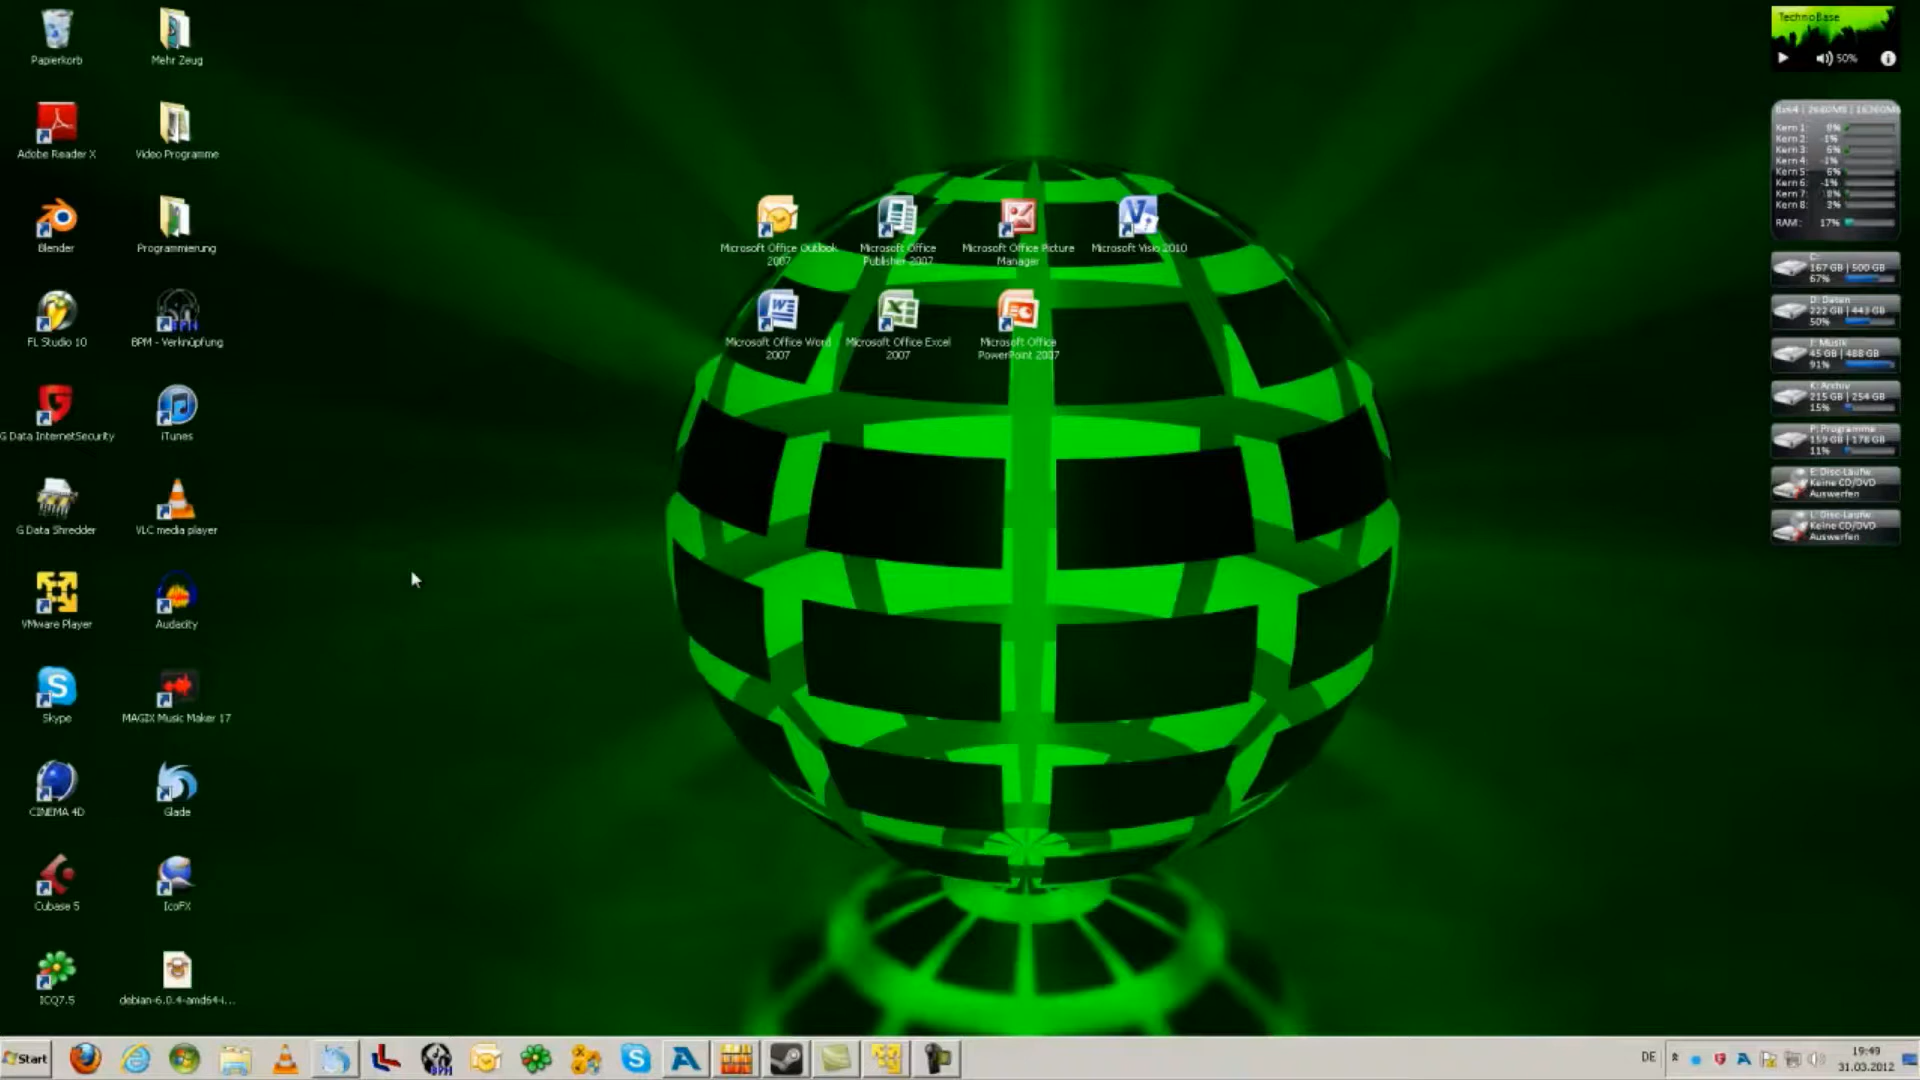 Papierkorb
Mehr Zeug
Adobe Reader X
Video Programme
Blender
Programmierung
FL Studio 10
BPM - Verknüpfung
G Data InternetSecurity
iTunes
G Data Shredder
VLC media player
VMware Player
Audacity
Skype
MAGIX Music Maker 17
CINEMA 4D
Glade
Cubase 5
IcoFX
ICQ7.5
debian-6.0.4-amd64-i...
Microsoft Office Outlook
2007
Microsoft Office
Publisher 2007
Microsoft Office Picture
Manager
Microsoft Visio 2010
Microsoft Office Word
2007
Microsoft Office Excel
2007
Microsoft Office
PowerPoint 2007
TechnoBase
50%
Kern 1: 8%
Kern 2: -1%
Kern 3: 6%
Kern 4: -1%
Kern 5: 6%
Kern 6: -1%
Kern 7: 8%
Kern 8: 3%
RAM: 17%
C:
167 GB | 500 GB
67%
D: Daten
222 GB | 443 GB
50%
J: Musik
45 GB | 488 GB
91%
K: Archiv
215 GB | 254 GB
15%
P: Programme
159 GB | 178 GB
11%
E: Disc-Laufw.
Keine CD/DVD
Auswerfen
L: Disc-Laufw.
Keine CD/DVD
Auswerfen
Start
BPM
DE
19:49
31.03.2012